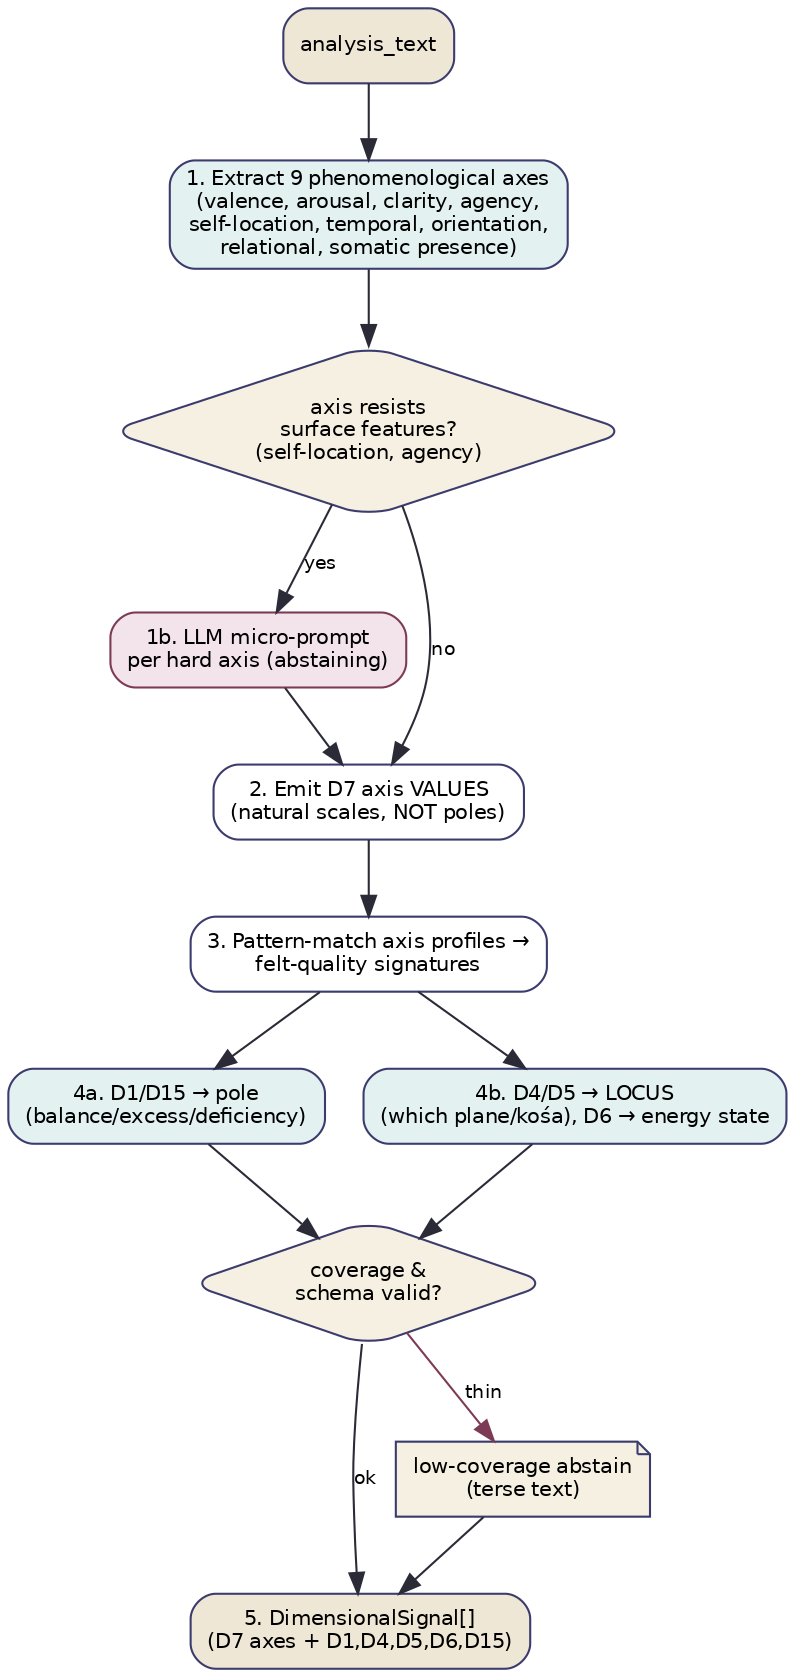 analysis_text
1. Extract 9 phenomenological axes
(valence, arousal, clarity, agency,
self-location, temporal, orientation,
relational, somatic presence)
axis resists
surface features?
(self-location, agency)
yes
1b. LLM micro-prompt
per hard axis (abstaining)
no
2. Emit D7 axis VALUES
(natural scales, NOT poles)
3. Pattern-match axis profiles →
felt-quality signatures
4a. D1/D15 → pole
(balance/excess/deficiency)
4b. D4/D5 → LOCUS
(which plane/kośa), D6 → energy state
coverage &
schema valid?
thin
low-coverage abstain
(terse text)
ok
5. DimensionalSignal[]
(D7 axes + D1,D4,D5,D6,D15)